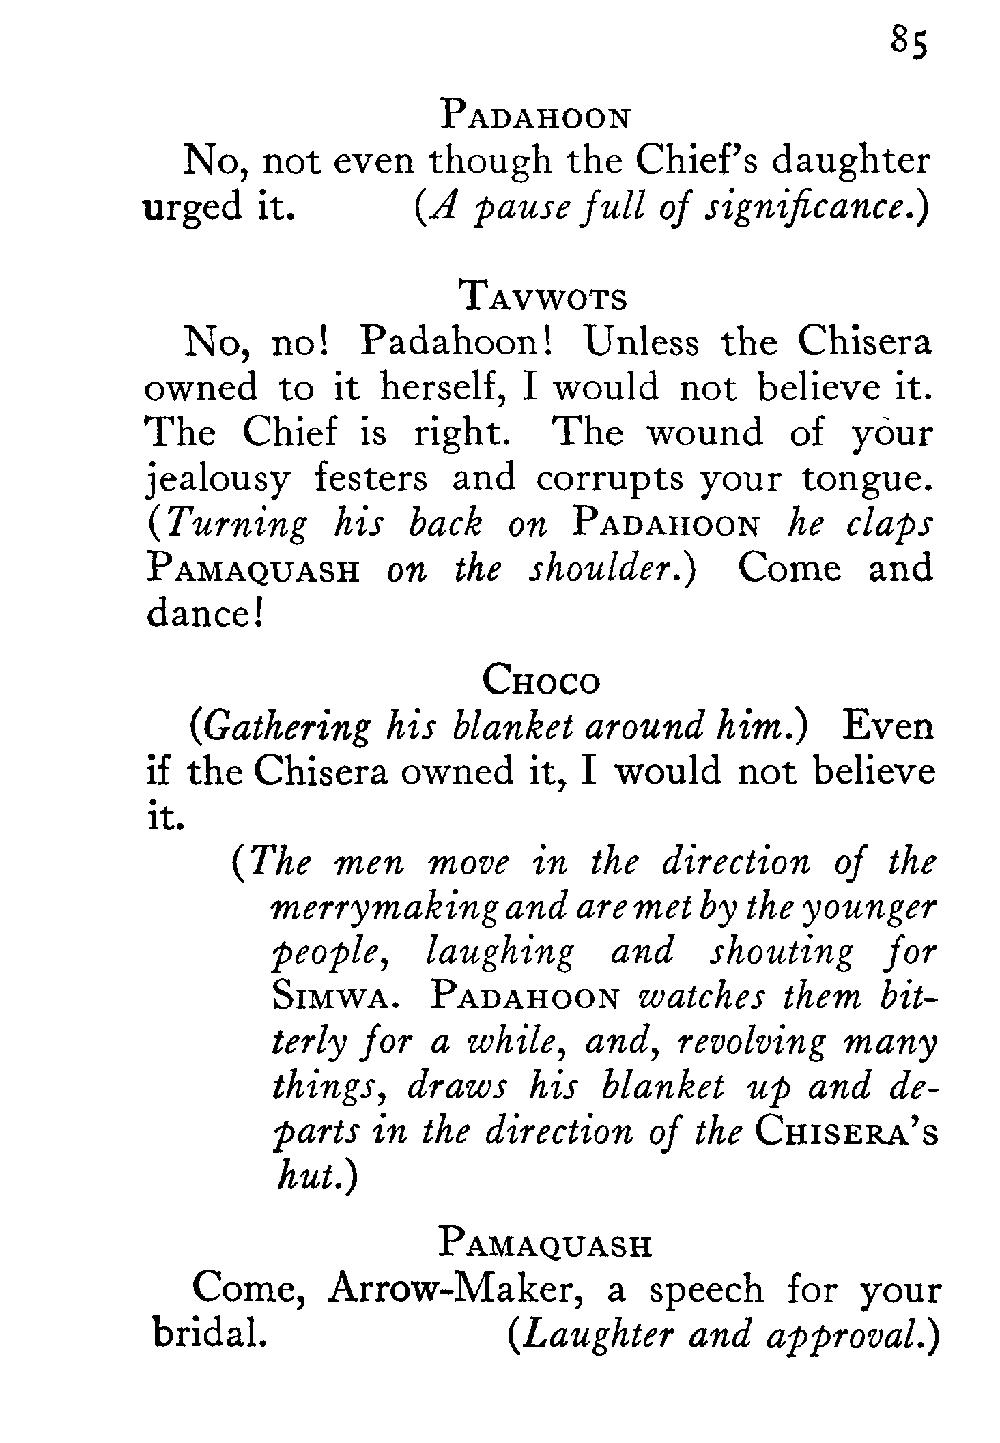 85
PADAHOON
No, not even though the Chief's daughter
urged it. (A pause full of significance.)
TAVWOTS
No, no! Padahoon! Unless the Chisera
owned to it herself, I would not believe it.
The Chief is right. The wound of your
jealousy festers and corrupts your tongue.
(Turning his back on PADAHOON he claps
PAMAQUASH on the shoulder.) Come and
dance!
CHOCO
(Gathering his blanket around him.) Even
if the Chisera owned it, I would not believe
it.
(The men move in the direction of the
merrymaking and are met by the younger
people, laughing and shouting for
SIMWA. PADAHOON watches them bit-
terly for a while, and, revolving many
things, draws his blanket up and de-
parts in the direction of the CHISERA'S
hut.)
PAMAQUASH
Come, Arrow-Maker, a speech for your
bridal. (Laughter and approval.)